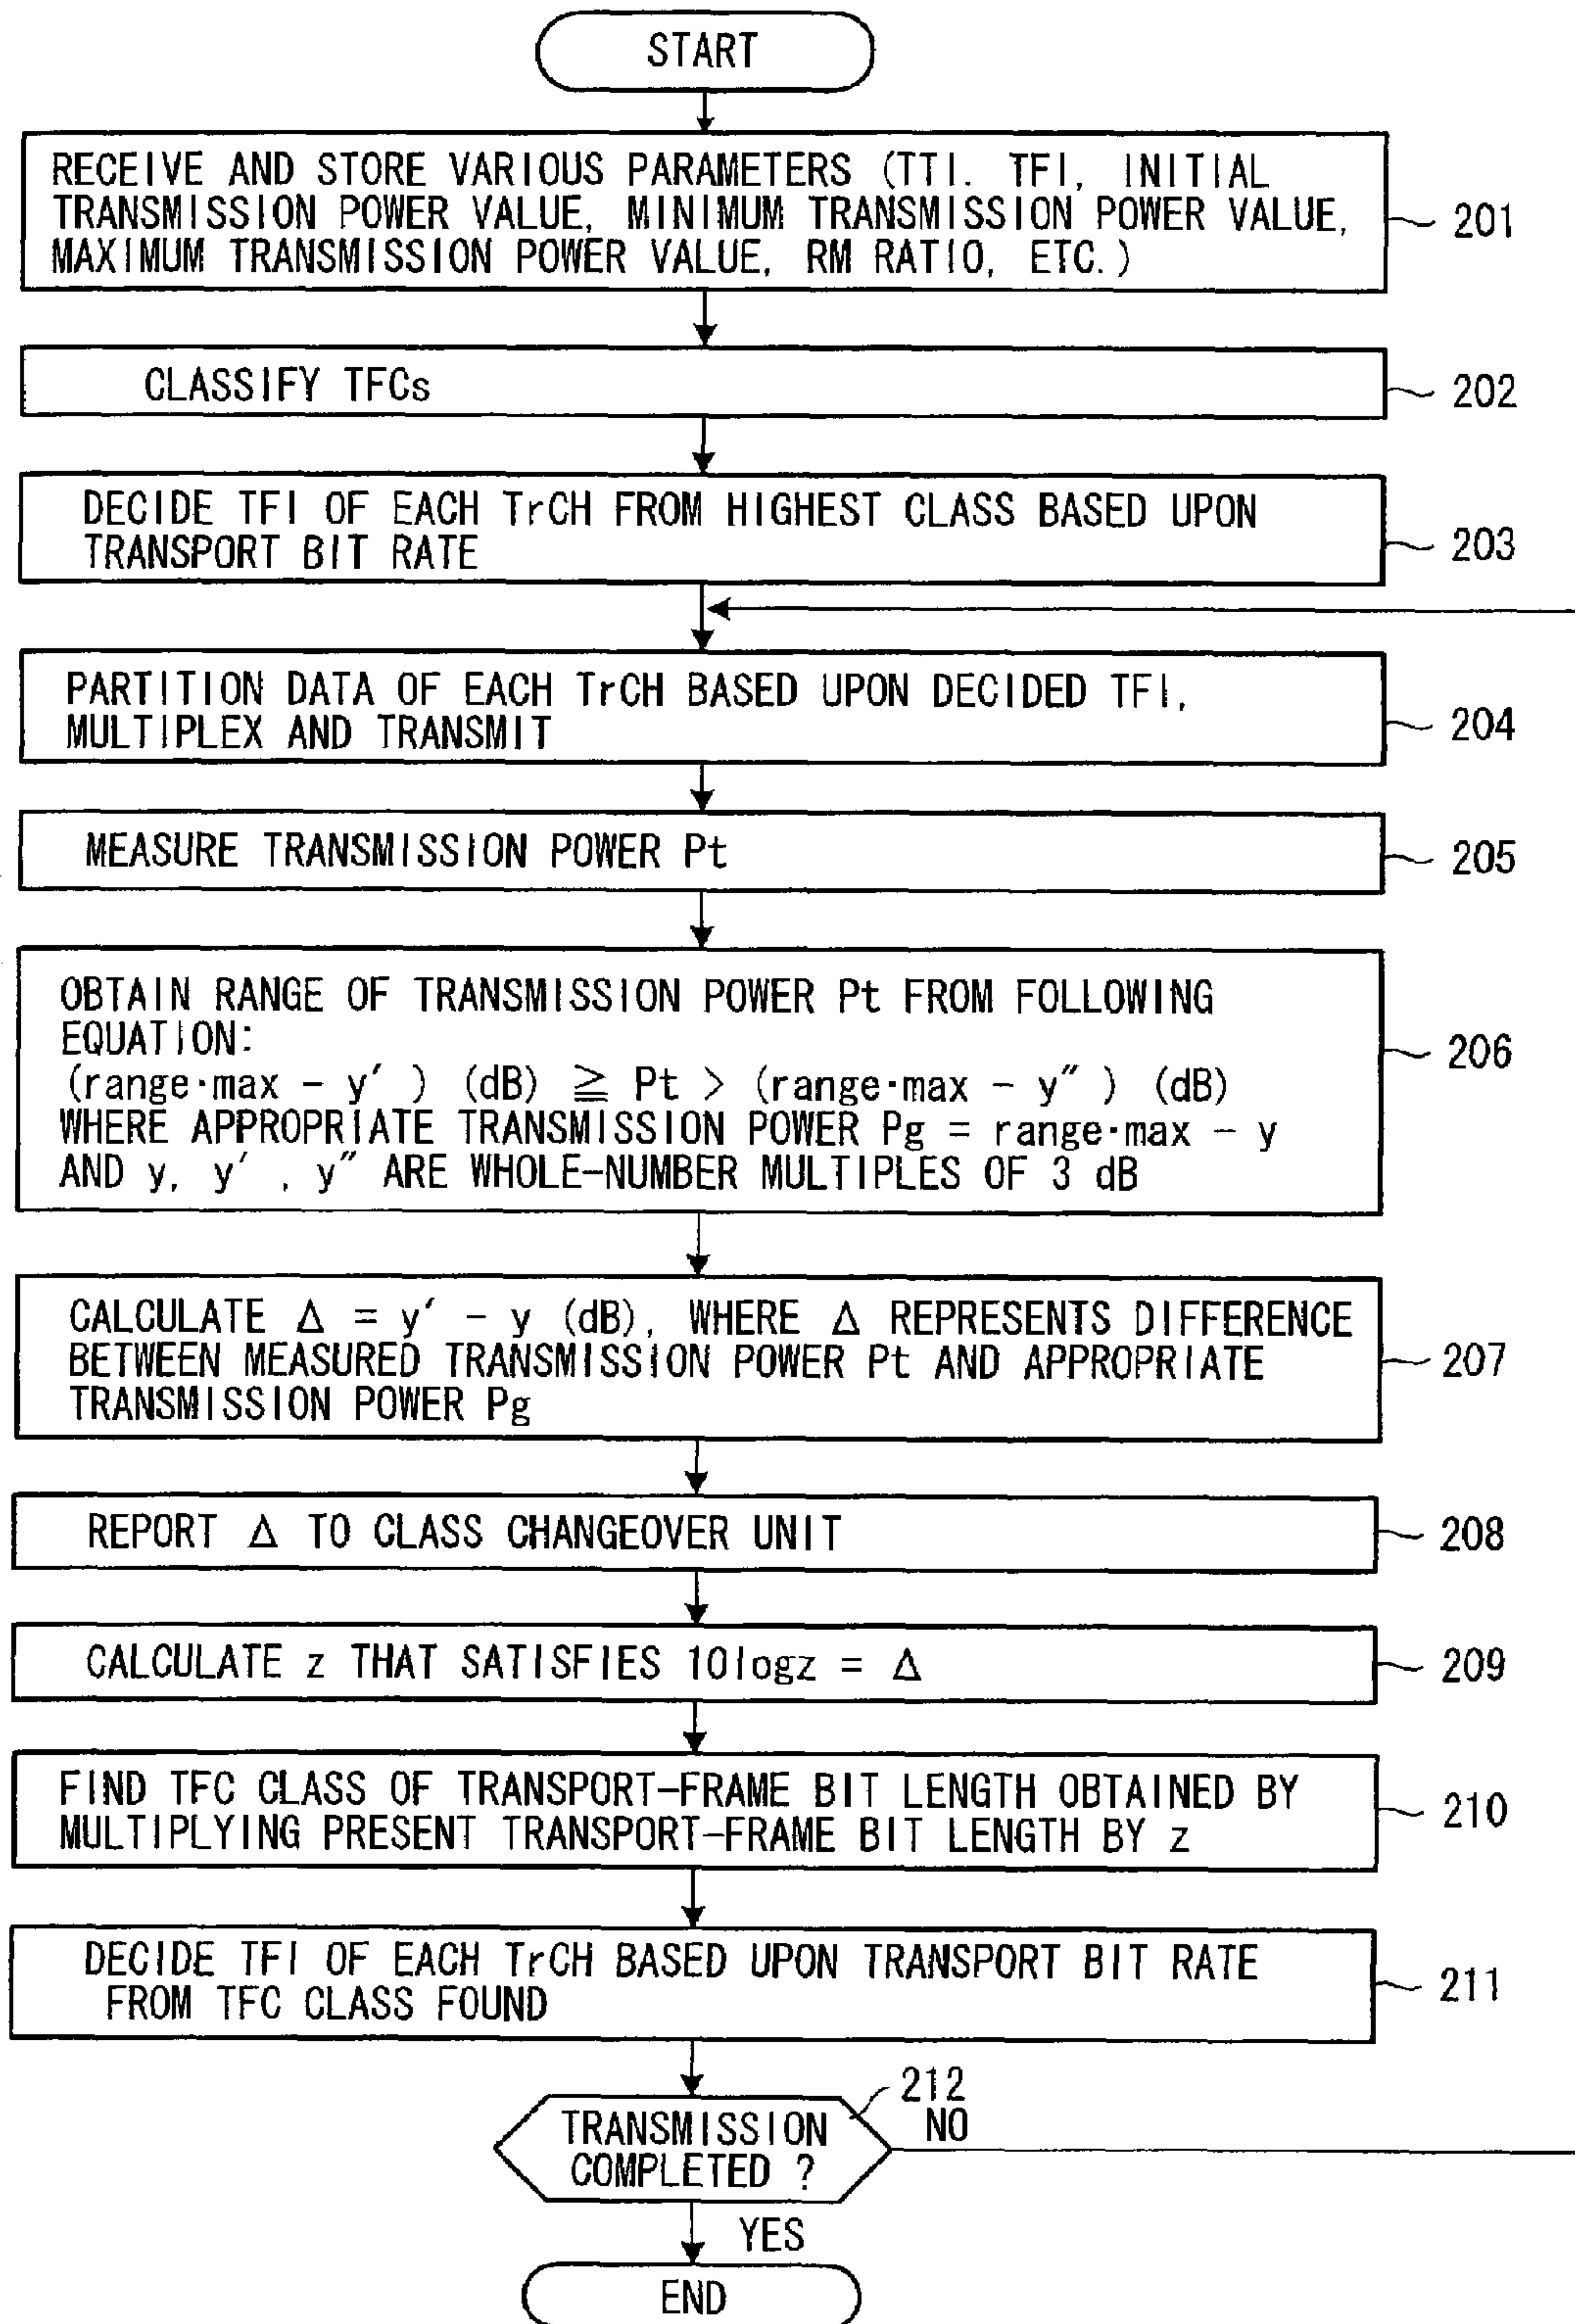 START
RECEIVE AND STORE VARIOUS PARAMETERS (TTI. TFI, INITIAL
TRANSMISSION POWER VALUE, MINIMUM TRANSMISSION POWER VALUE,
MAXIMUM TRANSMISSION POWER VALUE, RM RATIO, ETC.)
201
CLASSIFY TFCs
202
DECIDE TFI OF EACH TrCH FROM HIGHEST CLASS BASED UPON
TRANSPORT BIT RATE
203
PARTITION DATA OF EACH TrCH BASED UPON DECIDED TFI,
MULTIPLEX AND TRANSMIT
204
MEASURE TRANSMISSION POWER Pt
205
OBTAIN RANGE OF TRANSMISSION POWER Pt FROM FOLLOWING
EQUATION:
(range·max − y′ ) (dB) ≧ Pt > (range·max − y″ ) (dB)
WHERE APPROPRIATE TRANSMISSION POWER Pg = range·max − y
AND y, y′ , y″ ARE WHOLE-NUMBER MULTIPLES OF 3 dB
206
CALCULATE Δ = y′ − y (dB), WHERE Δ REPRESENTS DIFFERENCE
BETWEEN MEASURED TRANSMISSION POWER Pt AND APPROPRIATE
TRANSMISSION POWER Pg
207
REPORT Δ TO CLASS CHANGEOVER UNIT
208
CALCULATE z THAT SATISFIES 10logz = Δ
209
FIND TFC CLASS OF TRANSPORT-FRAME BIT LENGTH OBTAINED BY
MULTIPLYING PRESENT TRANSPORT-FRAME BIT LENGTH BY z
210
DECIDE TFI OF EACH TrCH BASED UPON TRANSPORT BIT RATE
FROM TFC CLASS FOUND
211
212
TRANSMISSION
COMPLETED ?
NO
YES
END